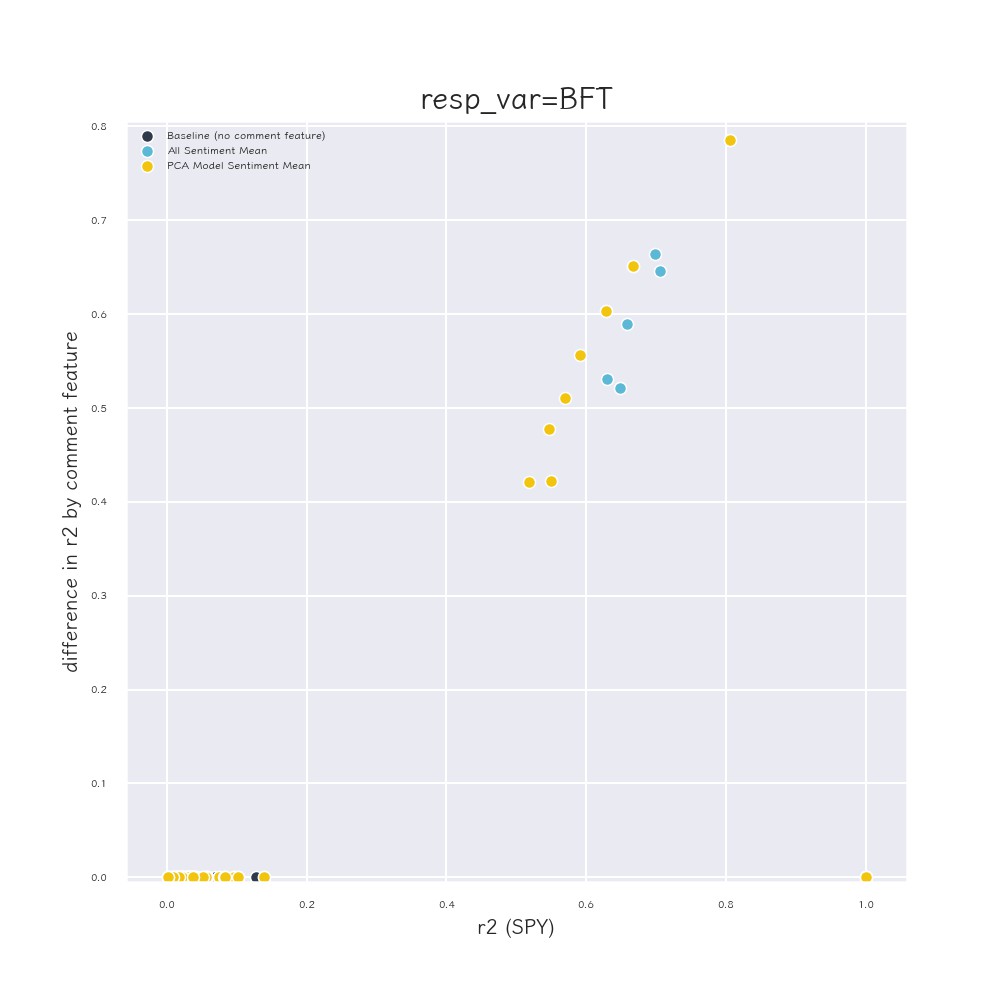 resp_var=BFT
Baseline (no comment feature)
All Sentiment Mean
PCA Model Sentiment Mean
difference in r2 by comment feature
0.8
0.7
0.6
0.5
0.4
0.3
0.2
0.1
0.0
0.0 0.2 0.4 0.6 0.8 1.0
r2 (SPY)